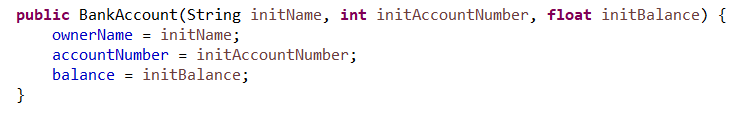 public BankAccount(String initName, int initAccountNumber, float initBalance) {
    ownerName = initName;
    accountNumber = initAccountNumber;
    balance = initBalance;
}